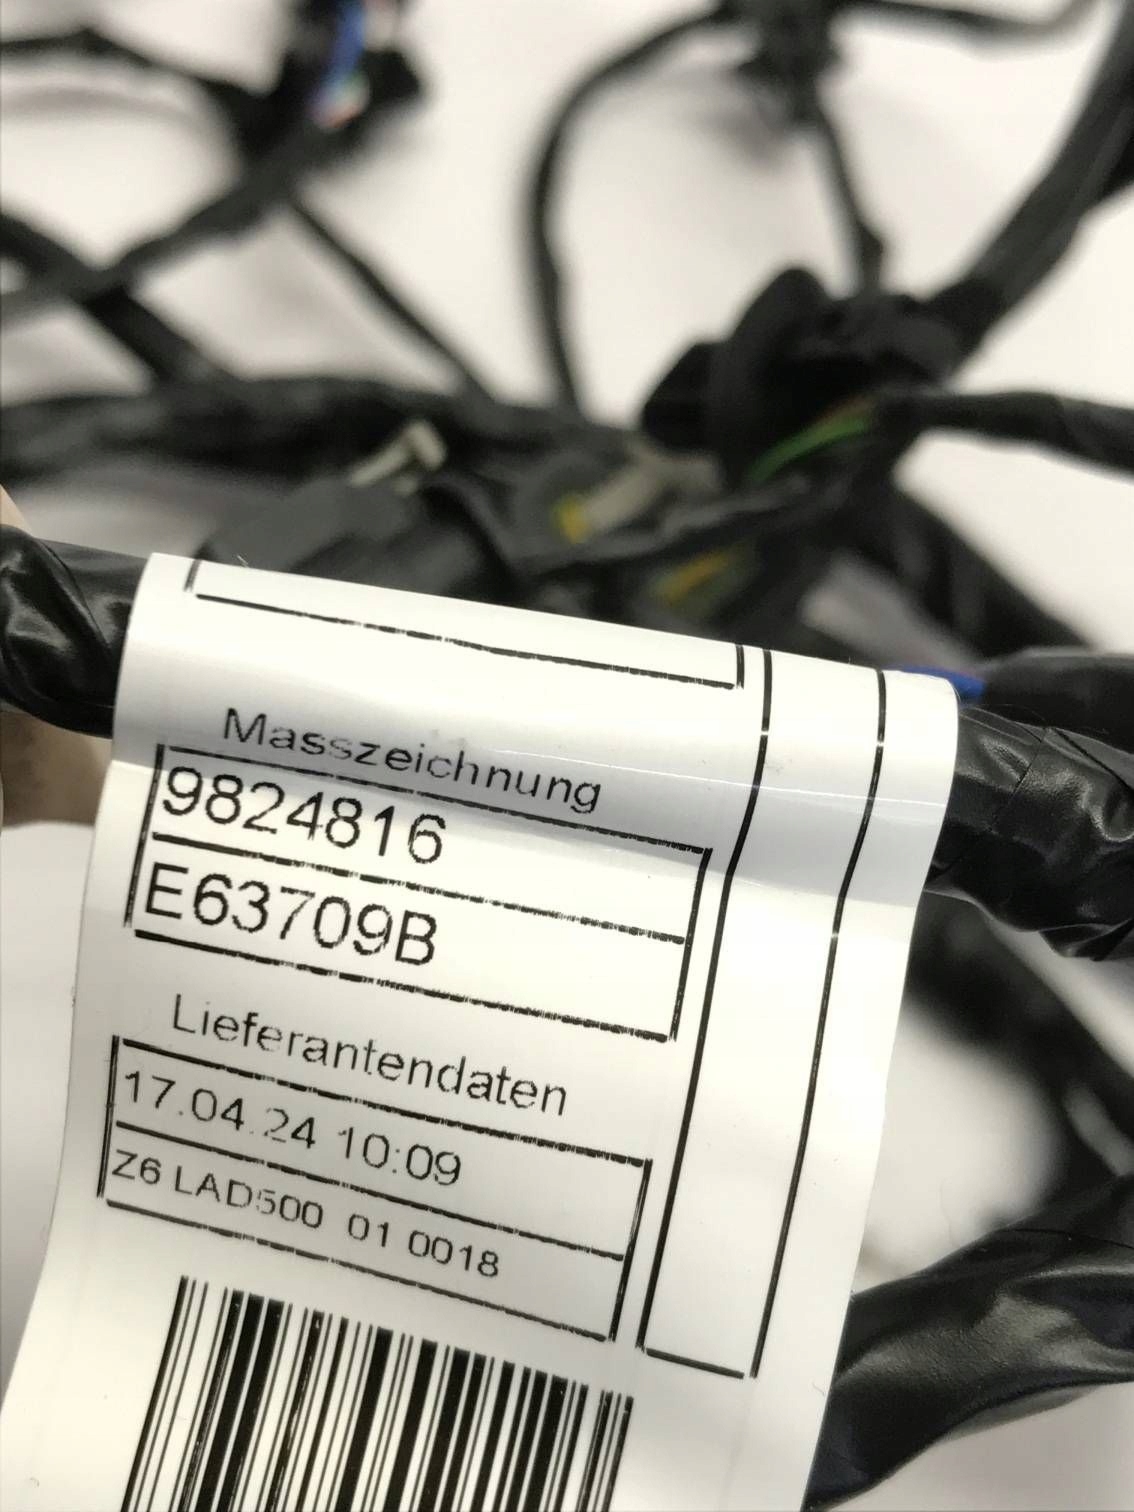 Masszeichnung
9824816
E63709B
Lieferantendaten
17.04.24 10:09
Z6 LAD500 01 0018